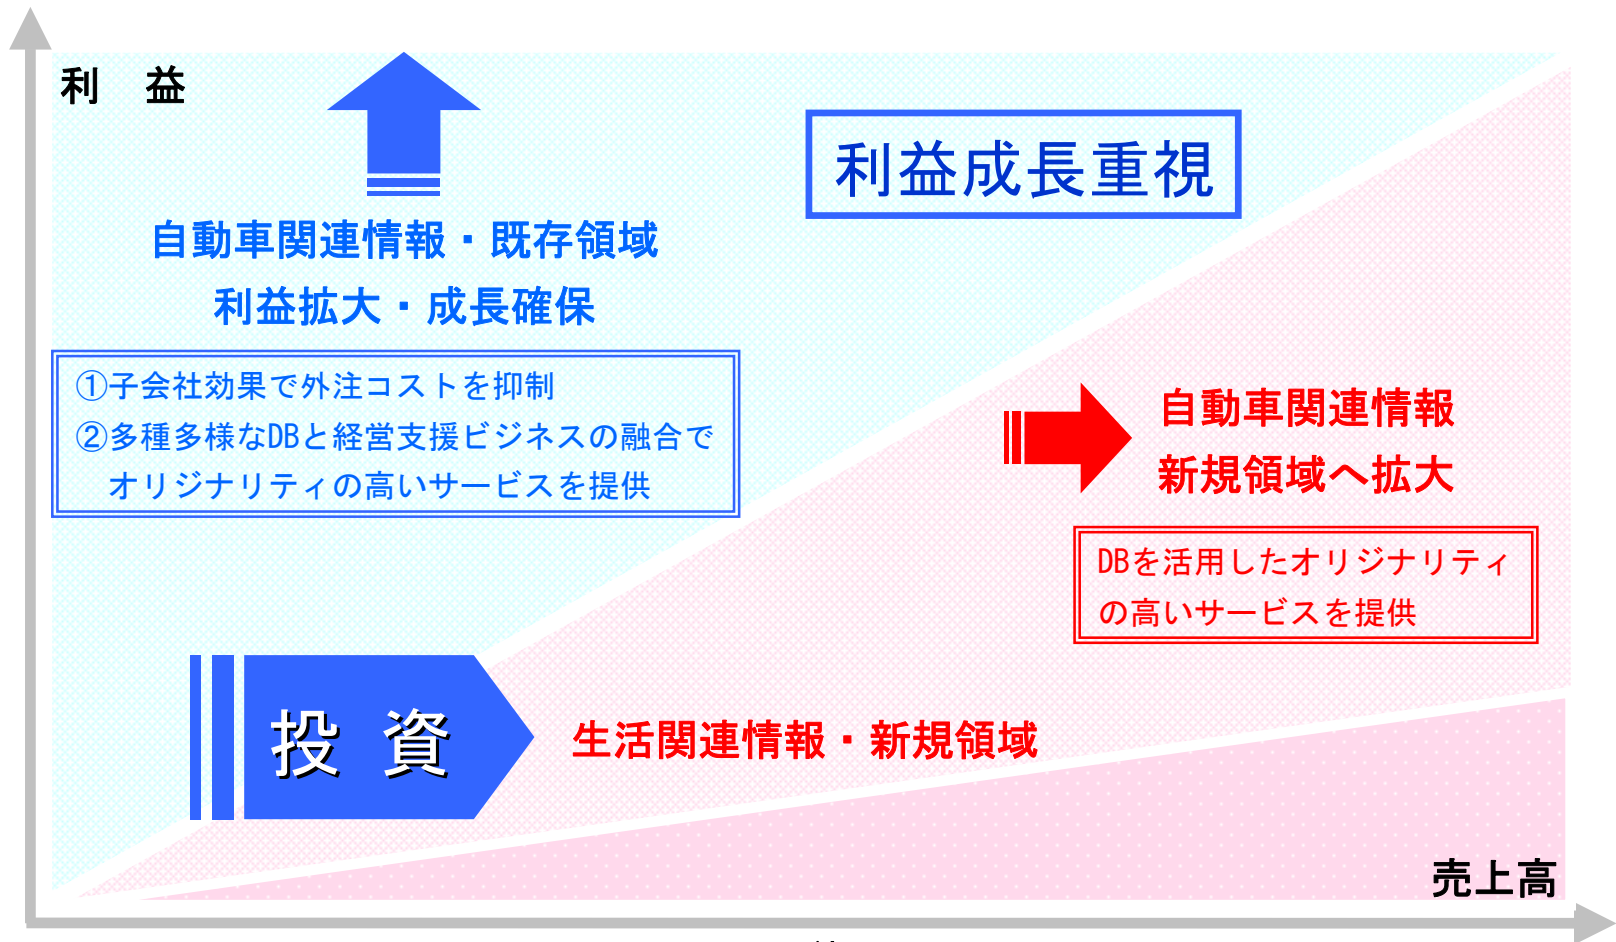 利　益
利益成長重視
自動車関連情報・既存領域
利益拡大・成長確保
①子会社効果で外注コストを抑制
②多種多様なDBと経営支援ビジネスの融合で
オリジナリティの高いサービスを提供
自動車関連情報
新規領域へ拡大
DBを活用したオリジナリティ
の高いサービスを提供
投　資
生活関連情報・新規領域
売上高